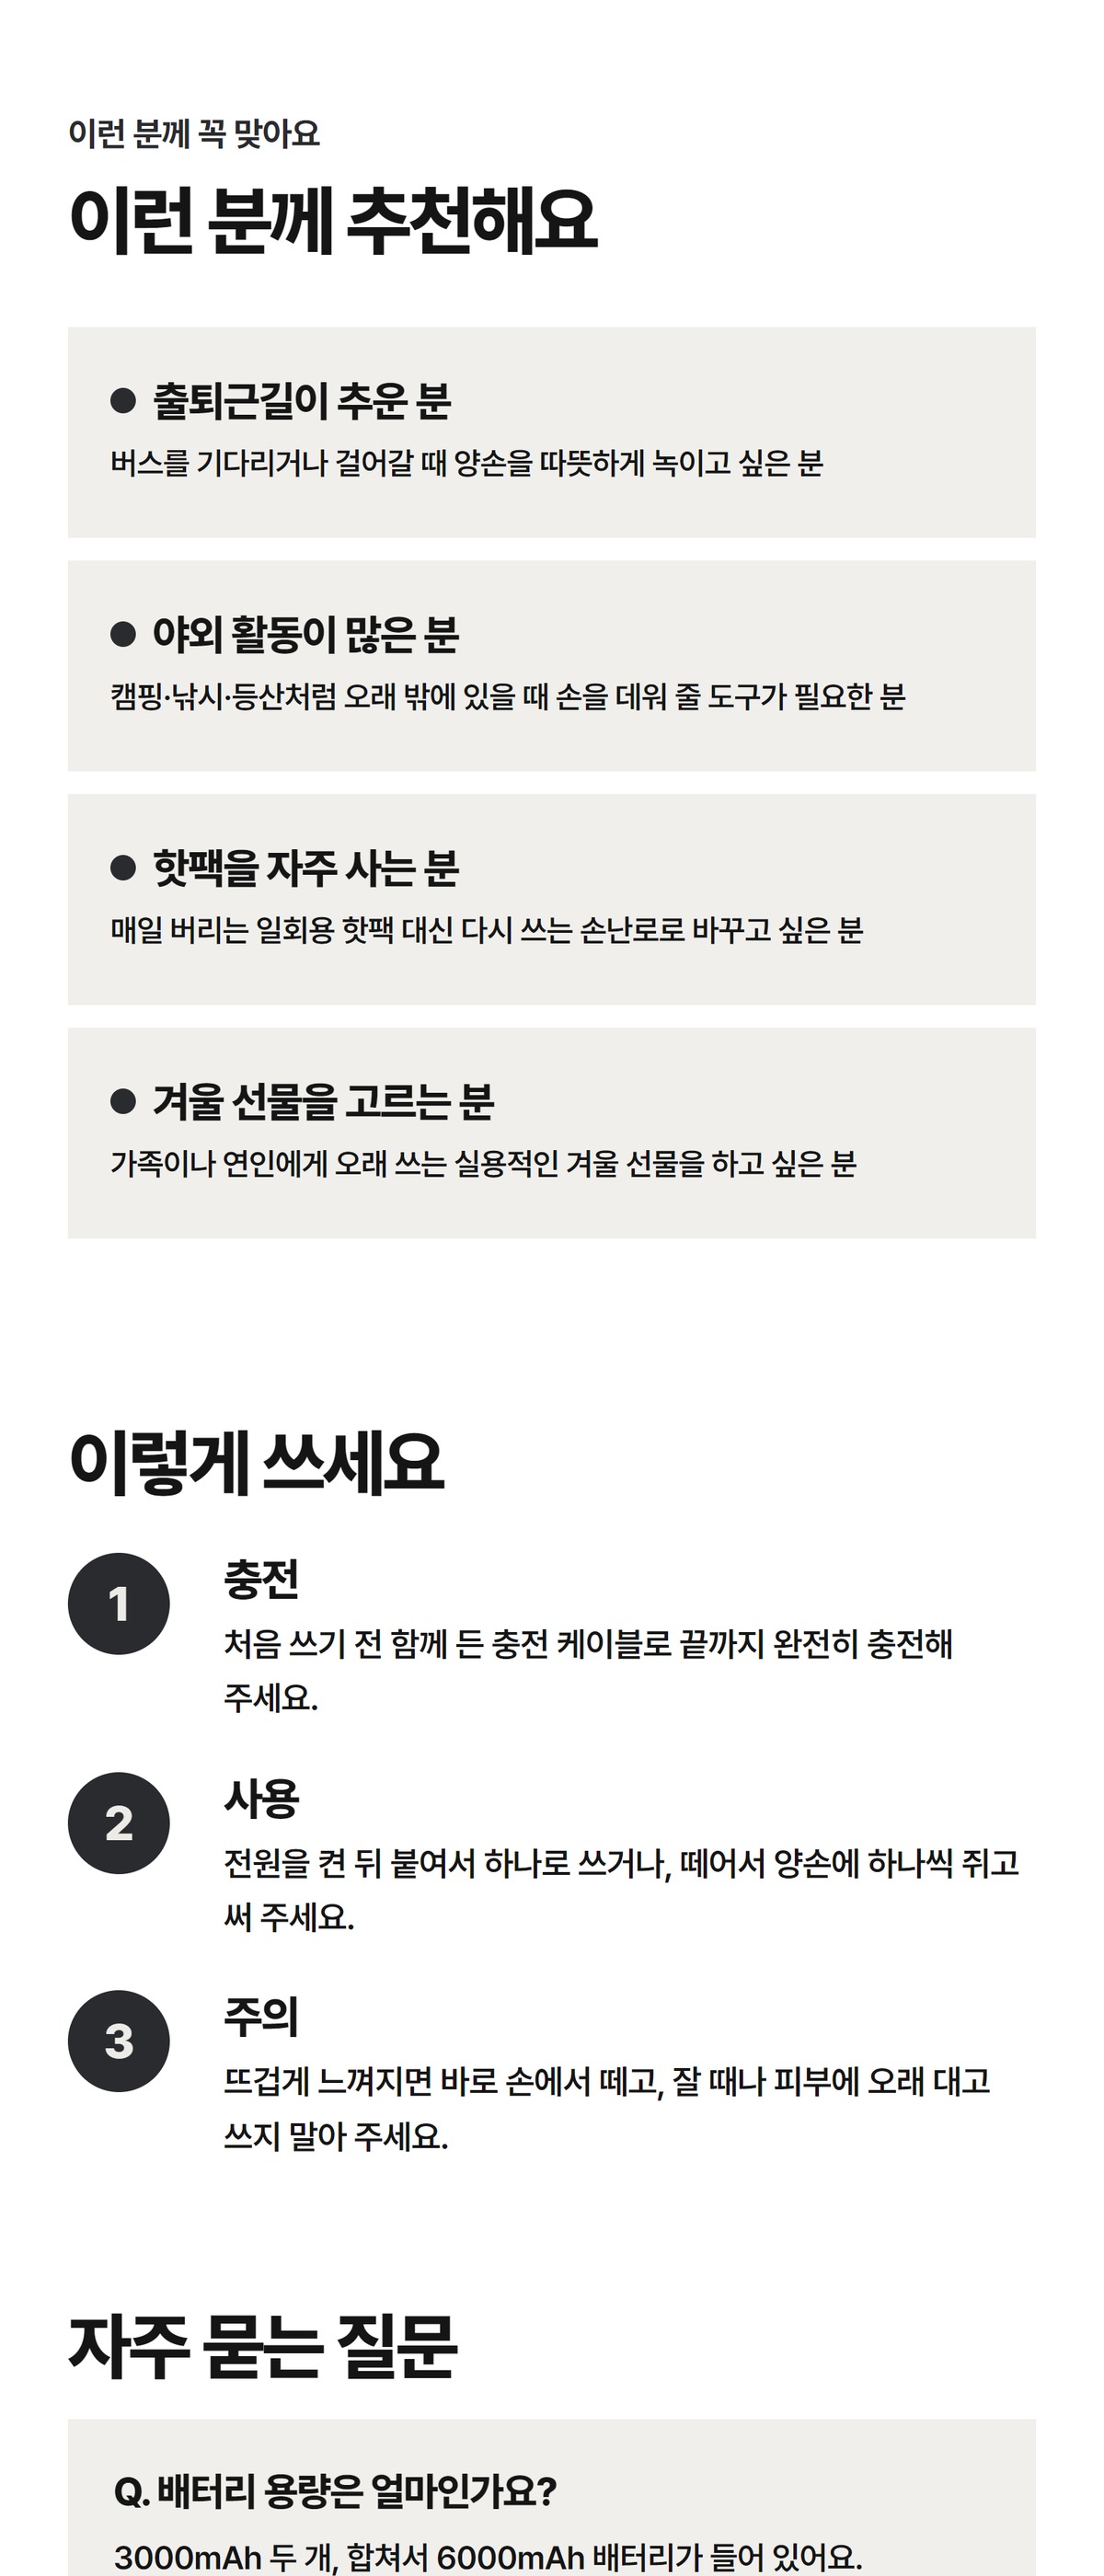 이런 분께 꼭 맞아요
이런 분께 추천해요
출퇴근길이 추운 분
버스를 기다리거나 걸어갈 때 양손을 따뜻하게 녹이고 싶은 분
야외 활동이 많은 분
캠핑·낚시·등산처럼 오래 밖에 있을 때 손을 데워 줄 도구가 필요한 분
핫팩을 자주 사는 분
매일 버리는 일회용 핫팩 대신 다시 쓰는 손난로로 바꾸고 싶은 분
겨울 선물을 고르는 분
가족이나 연인에게 오래 쓰는 실용적인 겨울 선물을 하고 싶은 분
이렇게 쓰세요
1
충전
처음 쓰기 전 함께 든 충전 케이블로 끝까지 완전히 충전해
주세요.
2
사용
전원을 켠 뒤 붙여서 하나로 쓰거나, 떼어서 양손에 하나씩 쥐고
써 주세요.
3
주의
뜨겁게 느껴지면 바로 손에서 떼고, 잘 때나 피부에 오래 대고
쓰지 말아 주세요.
자주 묻는 질문
Q. 배터리 용량은 얼마인가요?
3000mAh 두 개, 합쳐서 6000mAh 배터리가 들어 있어요.